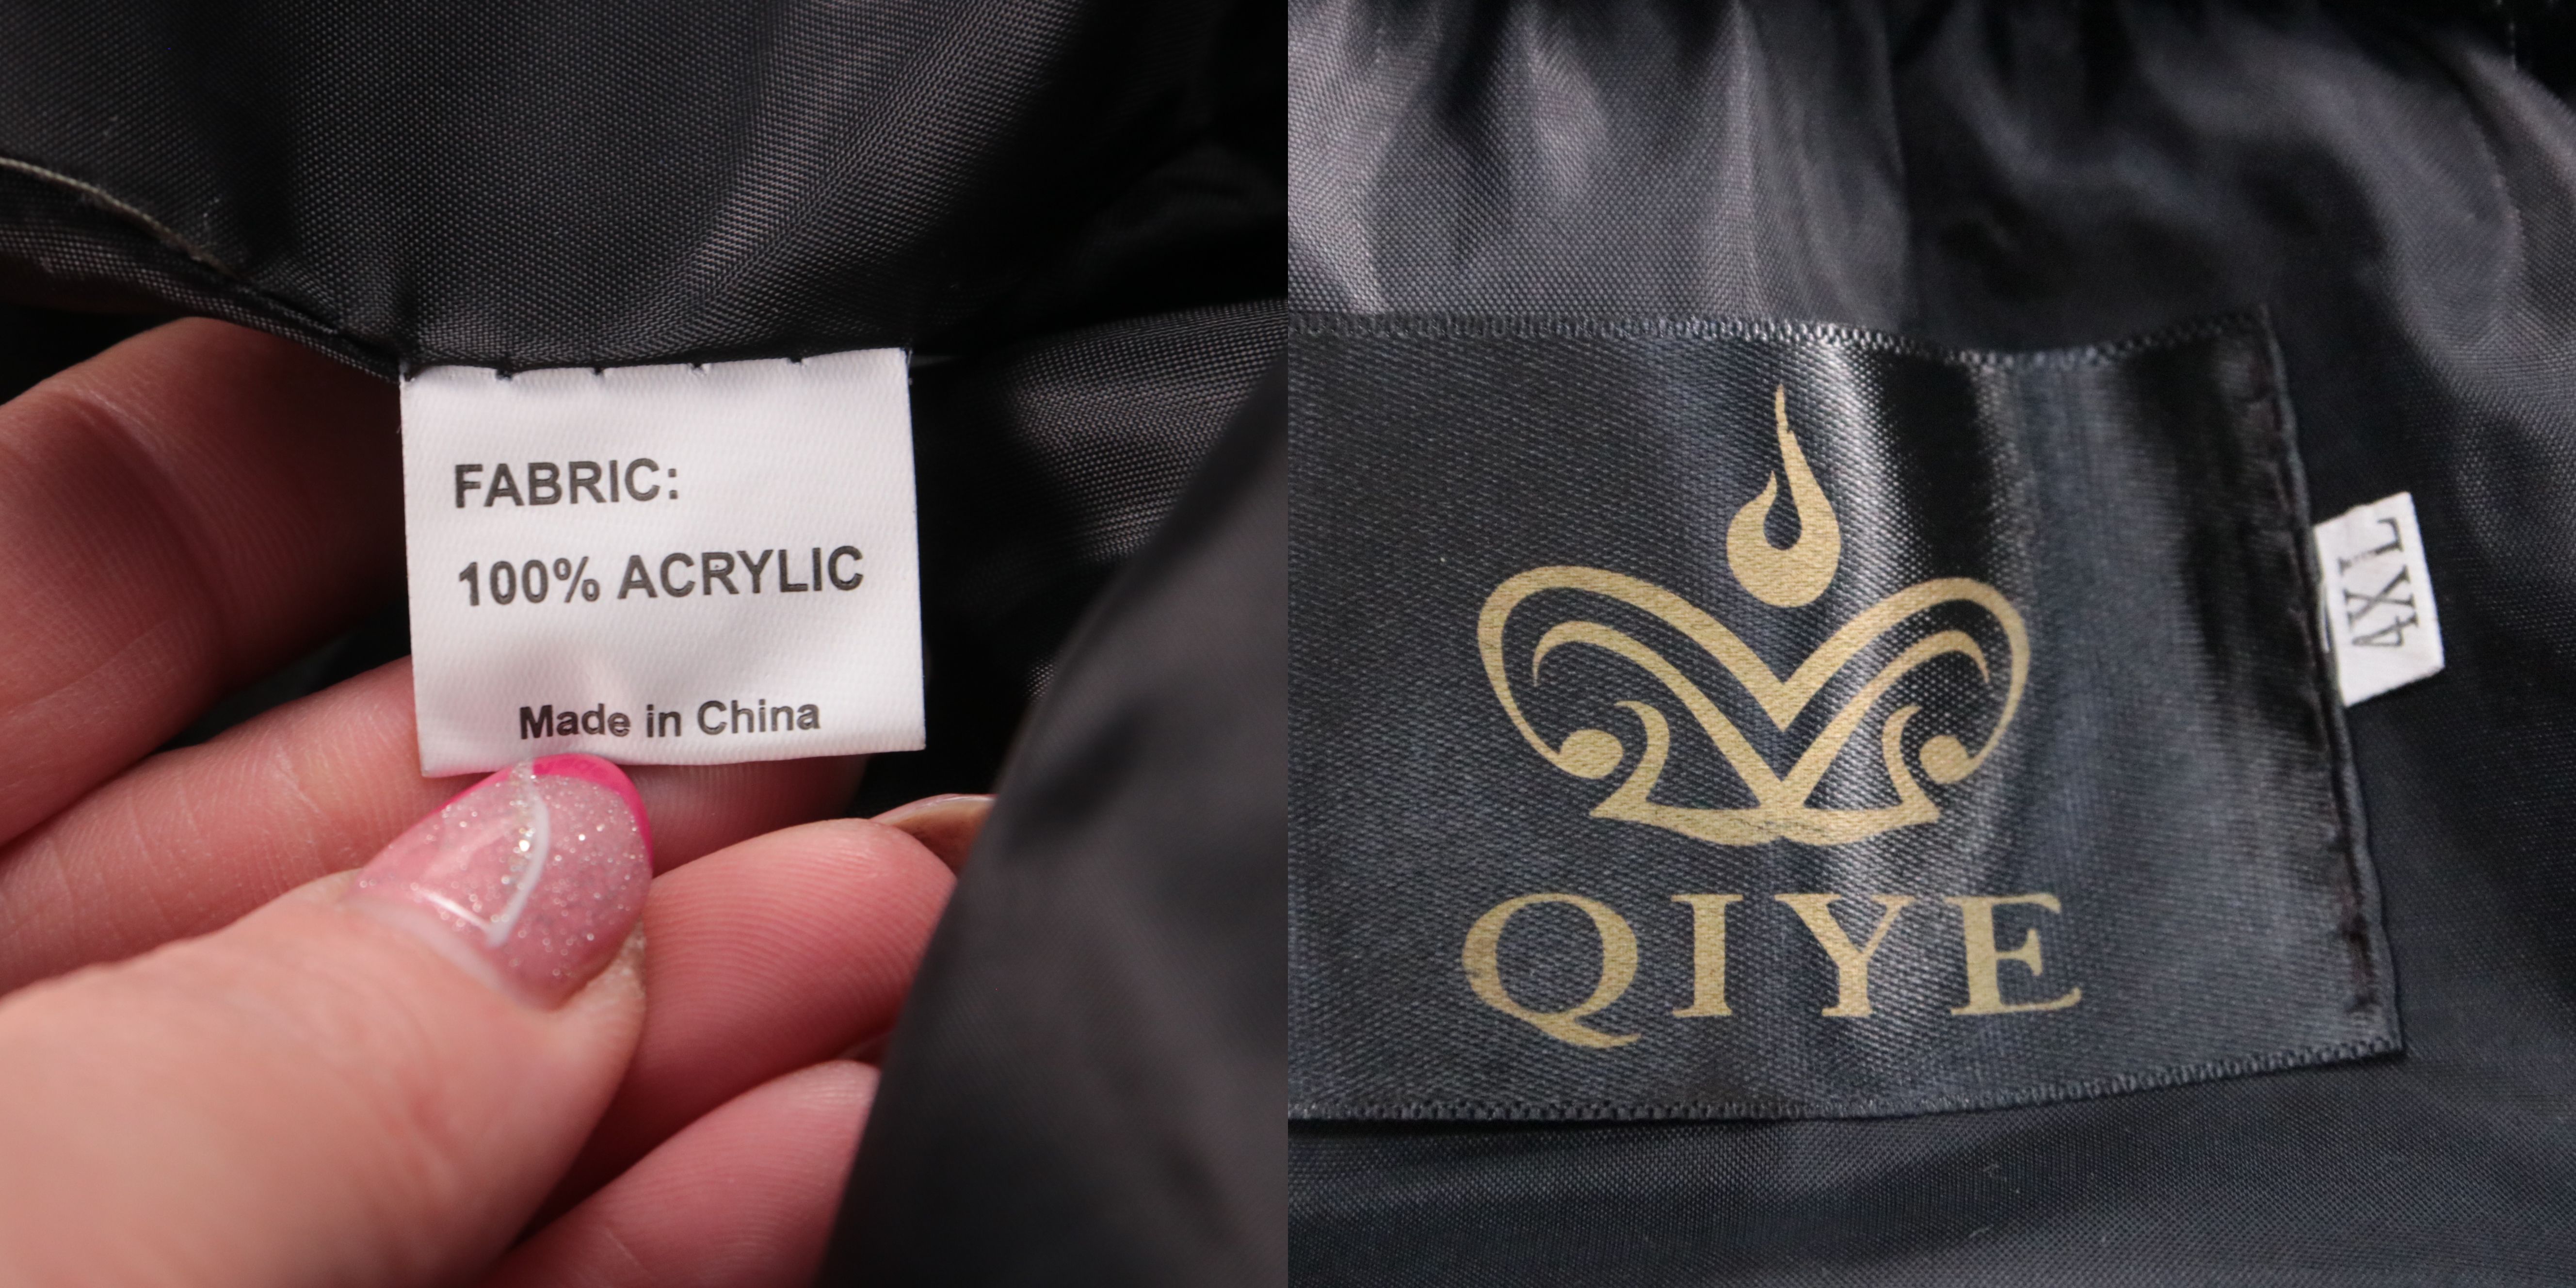 FABRIC:
100% ACRYLIC
Made in China
QIYE
4XL